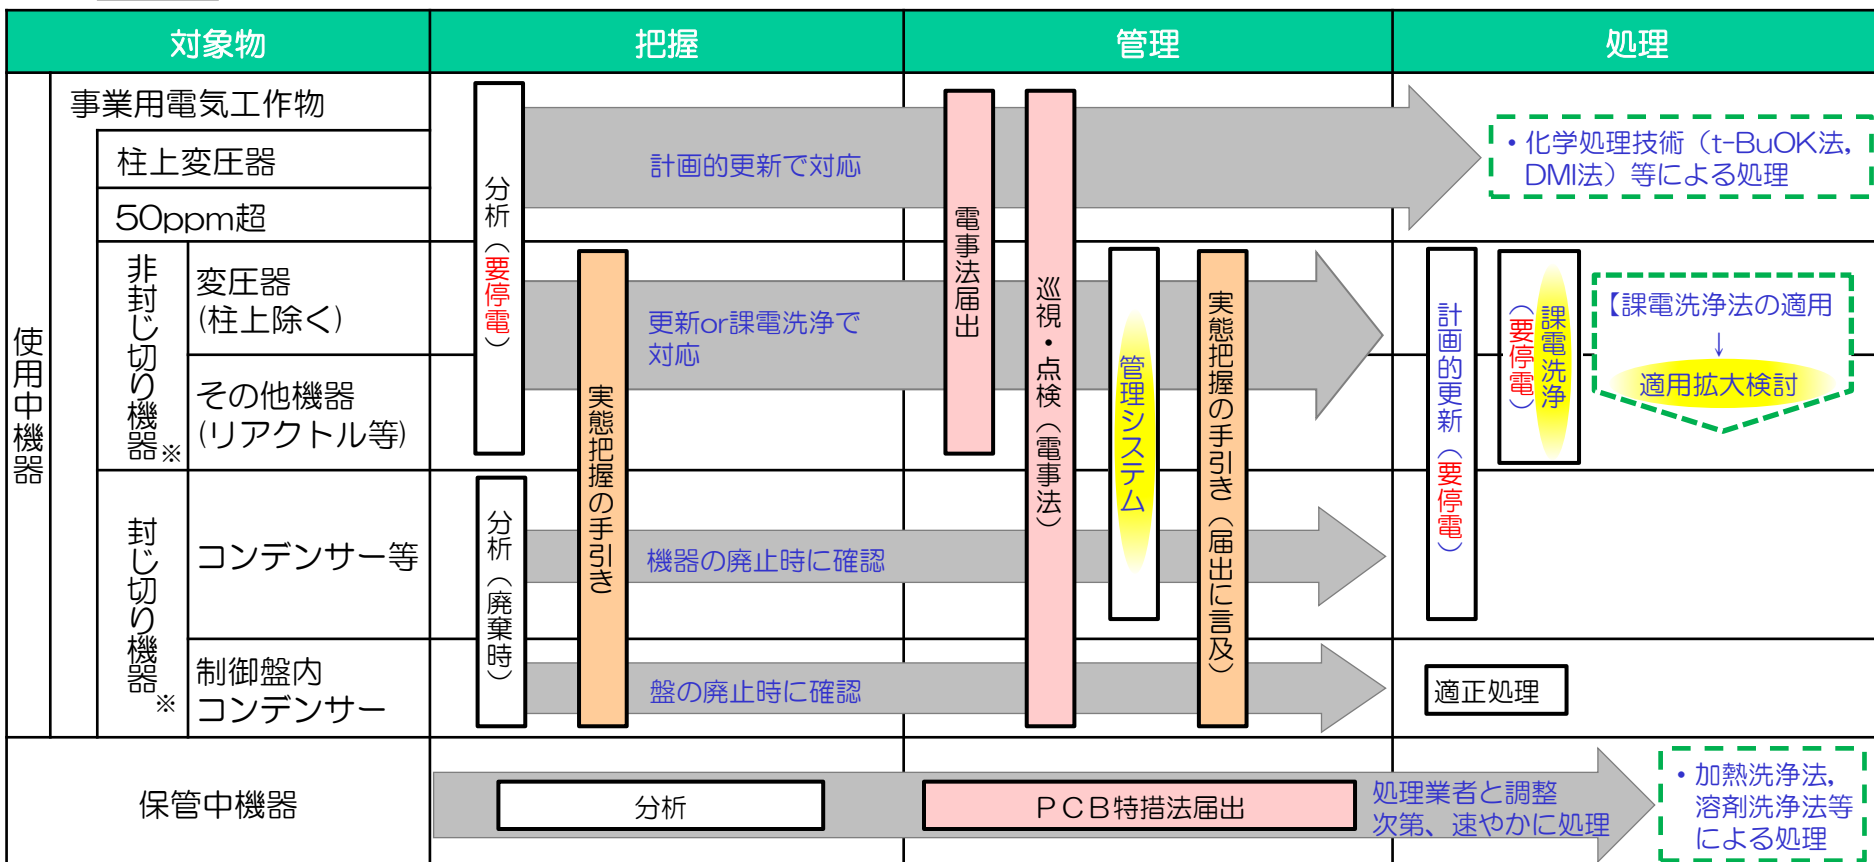 対象物
把握
管理
処理
使用中機器
事業用電気工作物
柱上変圧器
50ppm超
非封じ切り機器※
変圧器
(柱上除く)
その他機器
(リアクトル等)
封じ切り機器※
コンデンサー等
制御盤内
コンデンサー
保管中機器
分析（要停電）
分析（廃棄時）
実態把握の手引き
計画的更新で対応
更新or課電洗浄で
対応
機器の廃止時に確認
盤の廃止時に確認
分析
電事法届出
巡視・点検（電事法）
管理システム
実態把握の手引き（届出に言及）
PCB特措法届出
・化学処理技術（t-BuOK法,
DMI法）等による処理
計画的更新（要停電）
課電洗浄
（要停電）
【課電洗浄法の適用
↓
適用拡大検討
適正処理
処理業者と調整
次第、速やかに処理
・加熱洗浄法,
溶剤洗浄法等
による処理